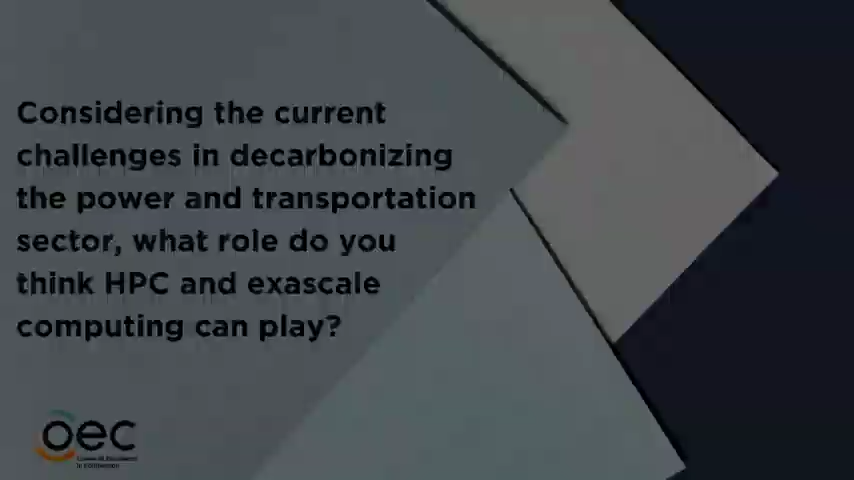 Considering the current
challenges in decarbonizing
the power and transportation
sector, what role do you
think HPC and exascale
computing can play?
oec